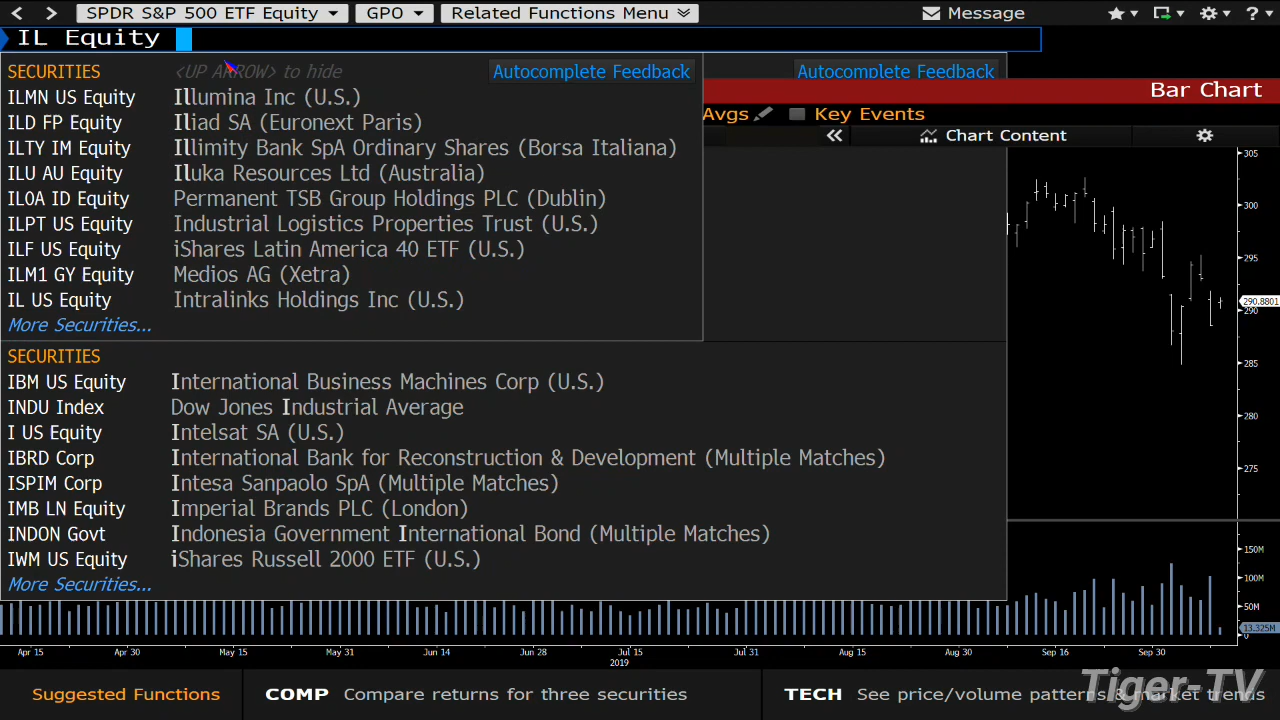 SPDR S&P 500 ETF Equity GPO Related Functions Menu Message ?
IL Equity
SECURITIES <UP ARROW> to hide Autocomplete Feedback Autocomplete Feedback
ILMN US Equity Illumina Inc (U.S.)
Bar Chart
ILD FP Equity Iliad SA (Euronext Paris)
Avgs Key Events
ILTY IM Equity Illimity Bank SpA Ordinary Shares (Borsa Italiana)
Chart Content
ILU AU Equity Iluka Resources Ltd (Australia)
IL0A ID Equity Permanent TSB Group Holdings PLC (Dublin)
ILPT US Equity Industrial Logistics Properties Trust (U.S.)
ILF US Equity iShares Latin America 40 ETF (U.S.)
ILM1 GY Equity Medios AG (Xetra)
IL US Equity Intralinks Holdings Inc (U.S.)
More Securities...
SECURITIES
IBM US Equity International Business Machines Corp (U.S.)
INDU Index Dow Jones Industrial Average
I US Equity Intelsat SA (U.S.)
IBRD Corp International Bank for Reconstruction & Development (Multiple Matches)
ISPIM Corp Intesa Sanpaolo SpA (Multiple Matches)
IMB LN Equity Imperial Brands PLC (London)
INDON Govt Indonesia Government International Bond (Multiple Matches)
IWM US Equity iShares Russell 2000 ETF (U.S.)
More Securities...
305
300
295
290.8801
290
285
280
275
150M
100M
50M
13.325M
0
Apr 15 Apr 30 May 15 May 31 Jun 14 Jun 28 Jul 15 Jul 31 Aug 15 Aug 30 Sep 16 Sep 30
2019
Suggested Functions COMP Compare returns for three securities TECH See price/volume patterns & market trends
Tiger-TV